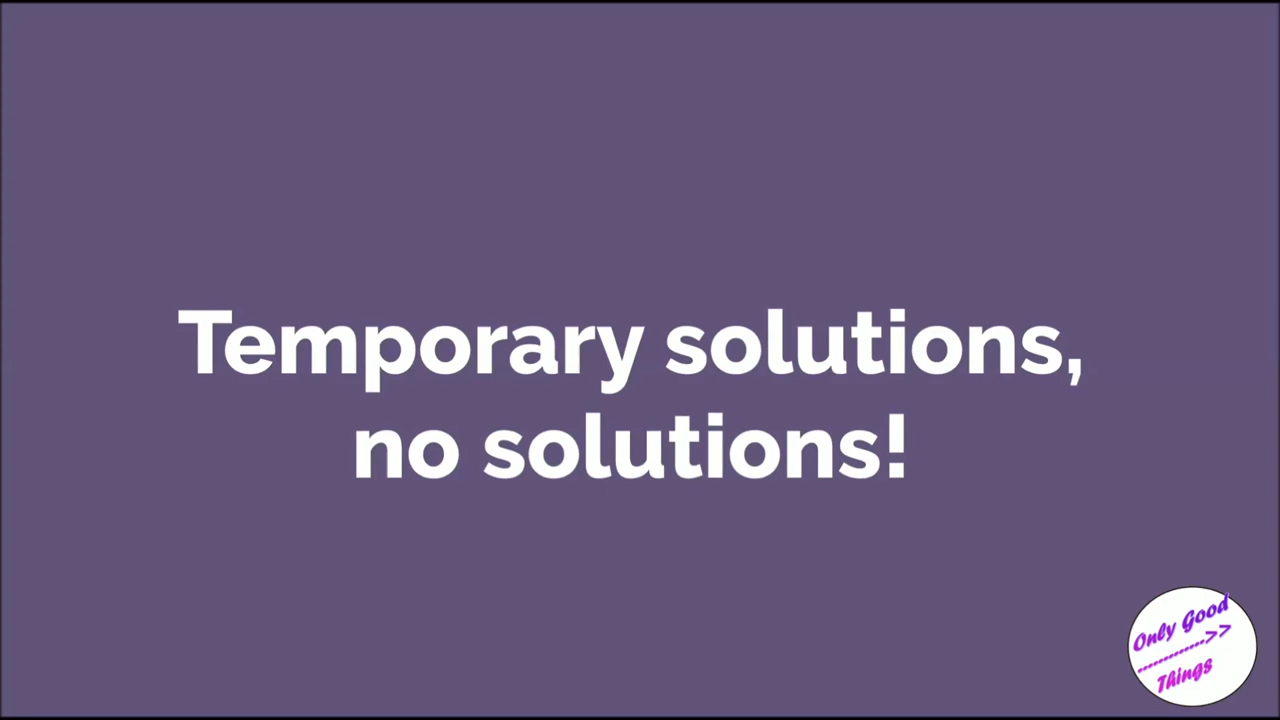 Temporary solutions,
no solutions!
Only Good
............>>
Things